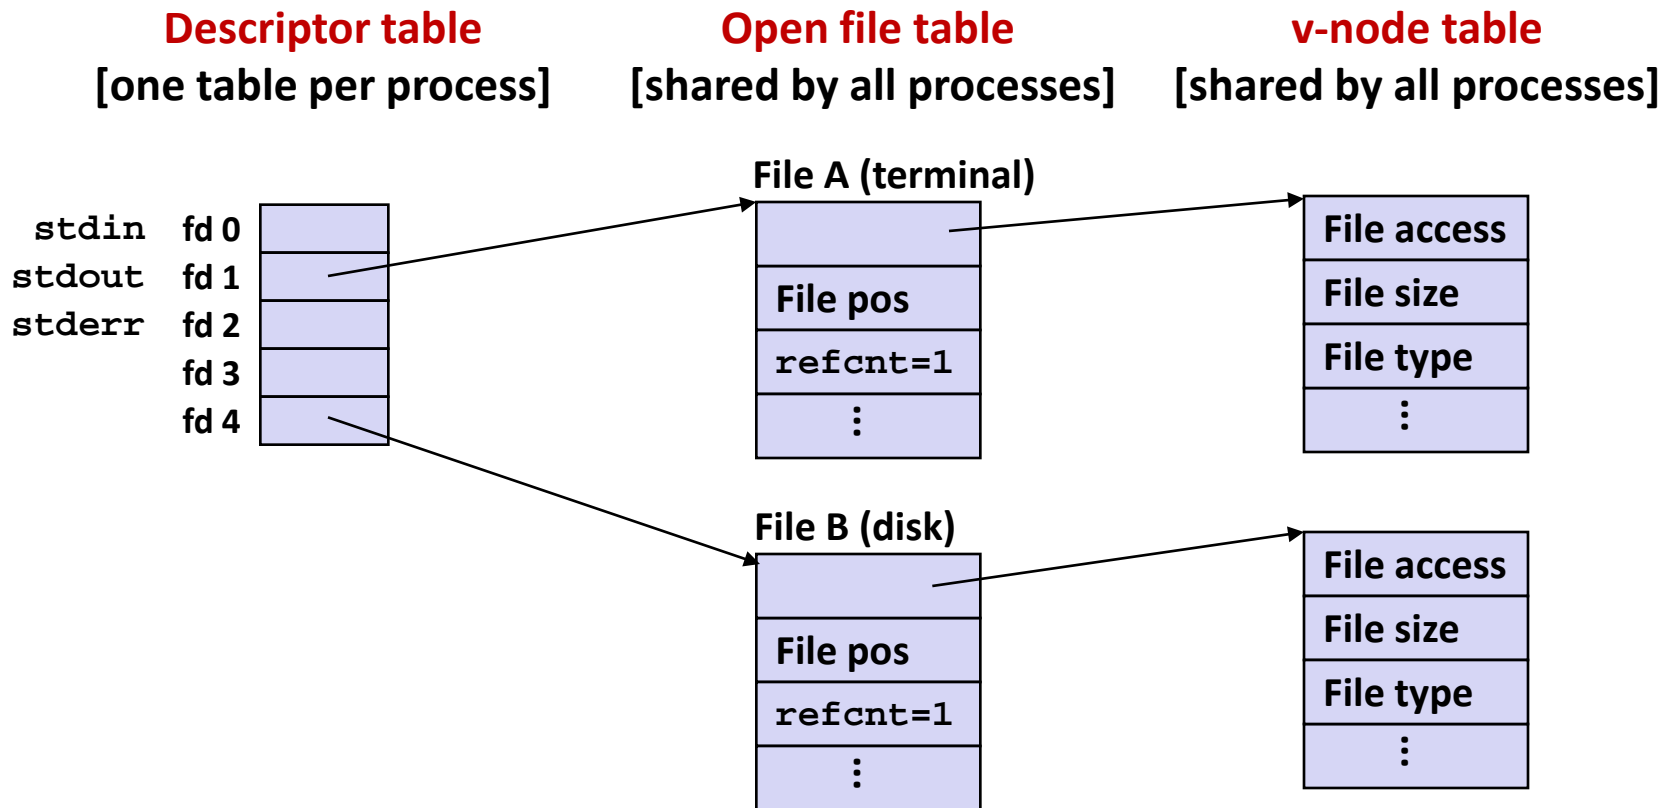 Descriptor table
[one table per process]
Open file table
[shared by all processes]
v-node table
[shared by all processes]
stdin fd 0
stdout fd 1
stderr fd 2
fd 3
fd 4
File A (terminal)
File pos
refcnt=1
⋮
File access
File size
File type
⋮
File B (disk)
File pos
refcnt=1
⋮
File access
File size
File type
⋮